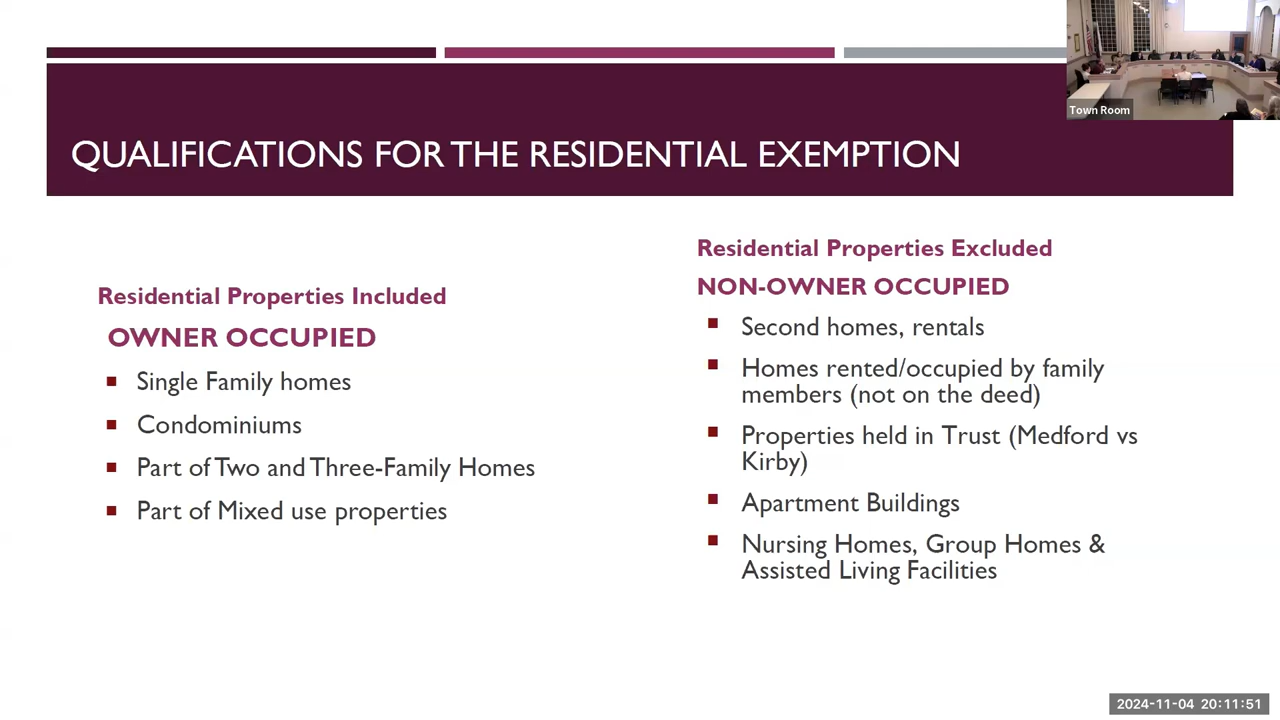 Town Room
QUALIFICATIONS FOR THE RESIDENTIAL EXEMPTION
Residential Properties Included
OWNER OCCUPIED
Single Family homes
Condominiums
Part of Two and Three-Family Homes
Part of Mixed use properties
Residential Properties Excluded
NON-OWNER OCCUPIED
Second homes, rentals
Homes rented/occupied by family
members (not on the deed)
Properties held in Trust (Medford vs
Kirby)
Apartment Buildings
Nursing Homes, Group Homes &
Assisted Living Facilities
2024-11-04 20:11:51